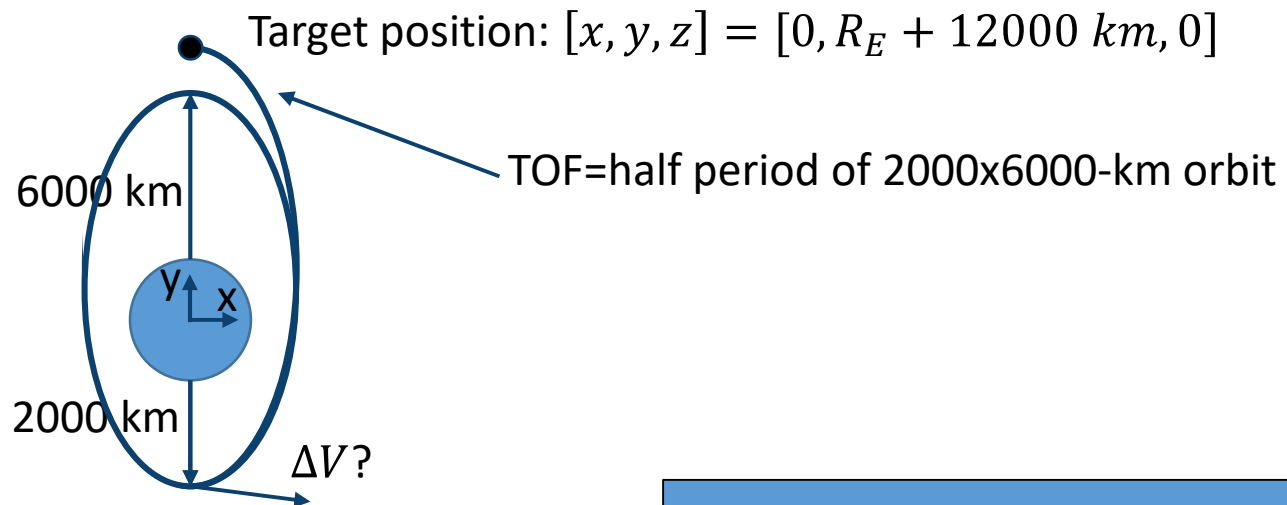 Target position: [x, y, z] = [0, R_E + 12000 km, 0]
TOF=half period of 2000x6000-km orbit
6000 km
y
x
2000 km
ΔV?